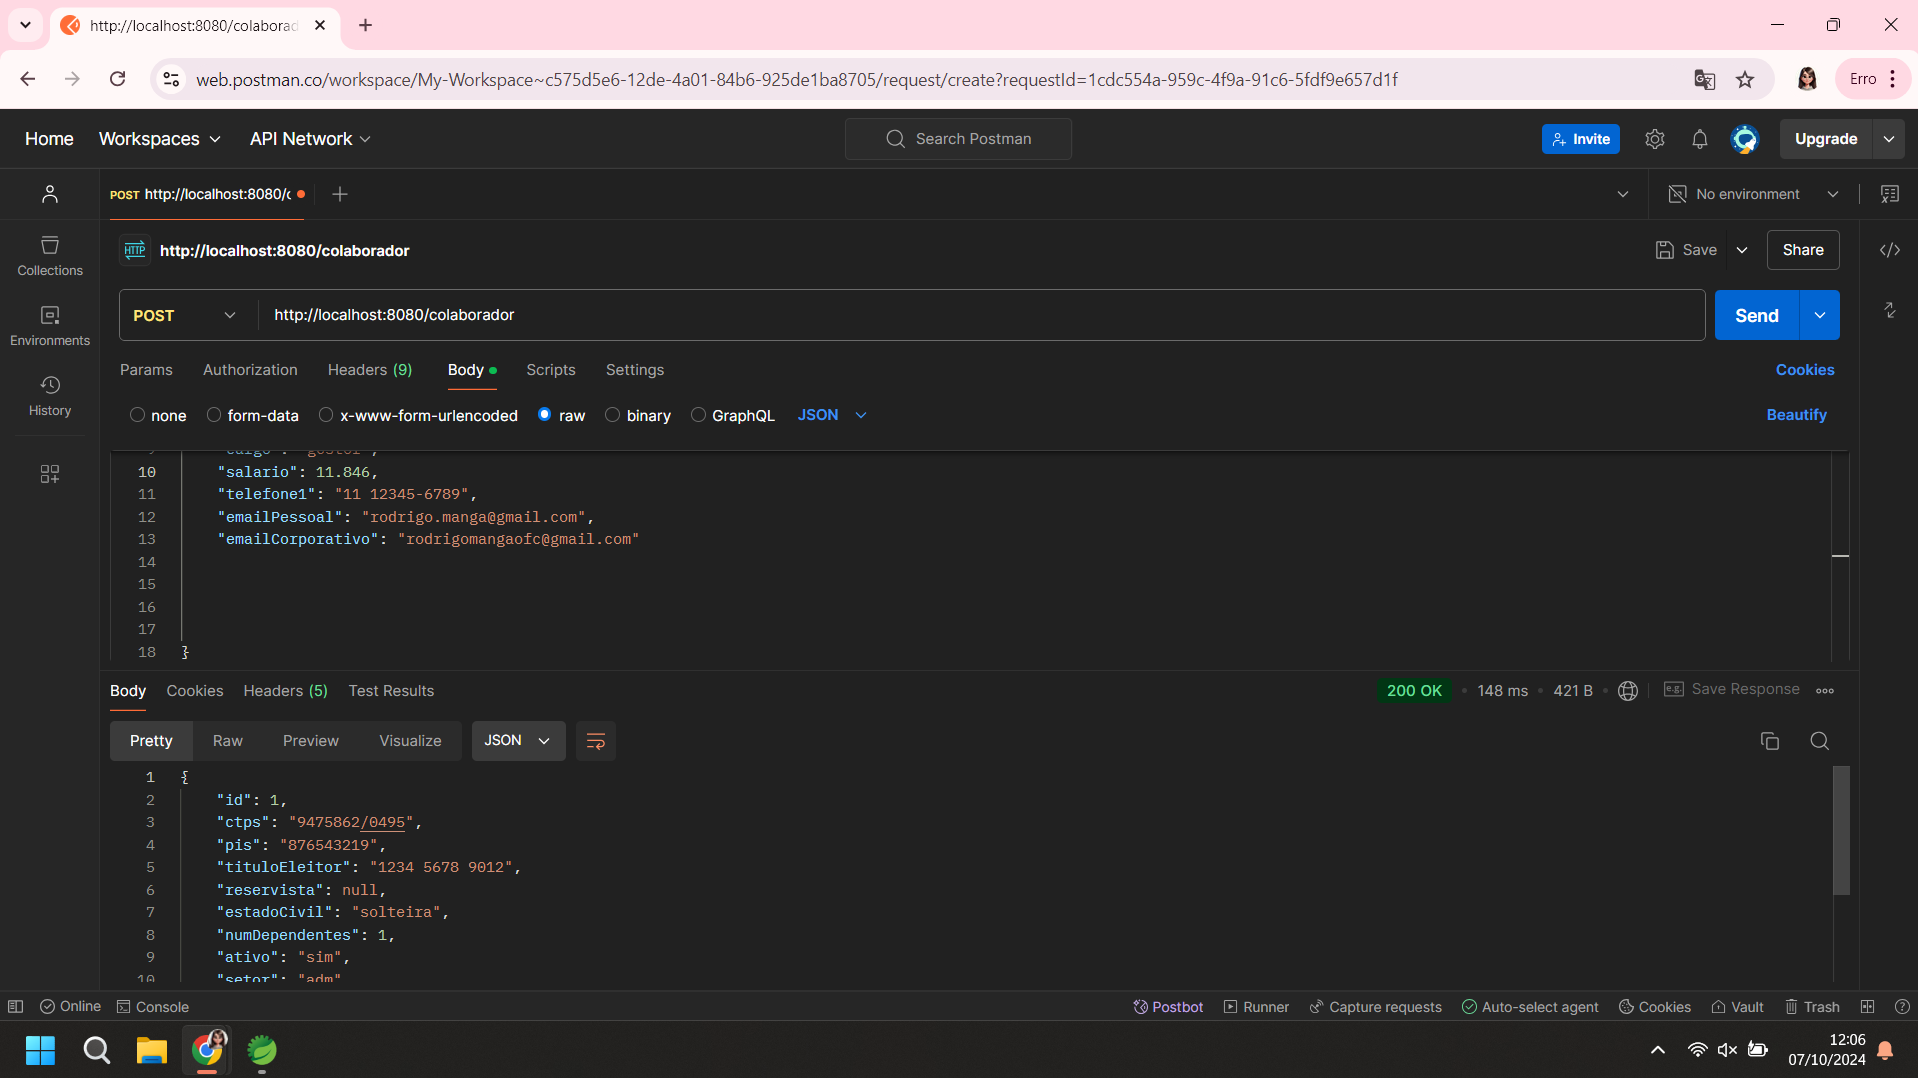 http://localhost:8080/colaborad
web.postman.co/workspace/My-Workspace~c575d5e6-12de-4a01-84b6-925de1ba8705/request/create?requestId=1cdc554a-959c-4f9a-91c6-5fdf9e657d1f
Erro
Home Workspaces API Network Search Postman Invite Upgrade
POST http://localhost:8080/c No environment
HTTP http://localhost:8080/colaborador Save Share
POST http://localhost:8080/colaborador Send
Params Authorization Headers (9) Body Scripts Settings Cookies
none form-data x-www-form-urlencoded raw binary GraphQL JSON Beautify
Collections
Environments
History
9 "cargo": "gestor",
10 "salario": 11.846,
11 "telefone1": "11 12345-6789",
12 "emailPessoal": "rodrigo.manga@gmail.com",
13 "emailCorporativo": "rodrigomangaofc@gmail.com"
14
15
16
17
18 }
Body Cookies Headers (5) Test Results 200 OK 148 ms 421 B e.g. Save Response
Pretty Raw Preview Visualize JSON
1 {
2 "id": 1,
3 "ctps": "9475862/0495",
4 "pis": "876543219",
5 "tituloEleitor": "1234 5678 9012",
6 "reservista": null,
7 "estadoCivil": "solteira",
8 "numDependentes": 1,
9 "ativo": "sim",
10 "setor": "adm"
Online Console Postbot Runner Capture requests Auto-select agent Cookies Vault Trash
12:06
07/10/2024